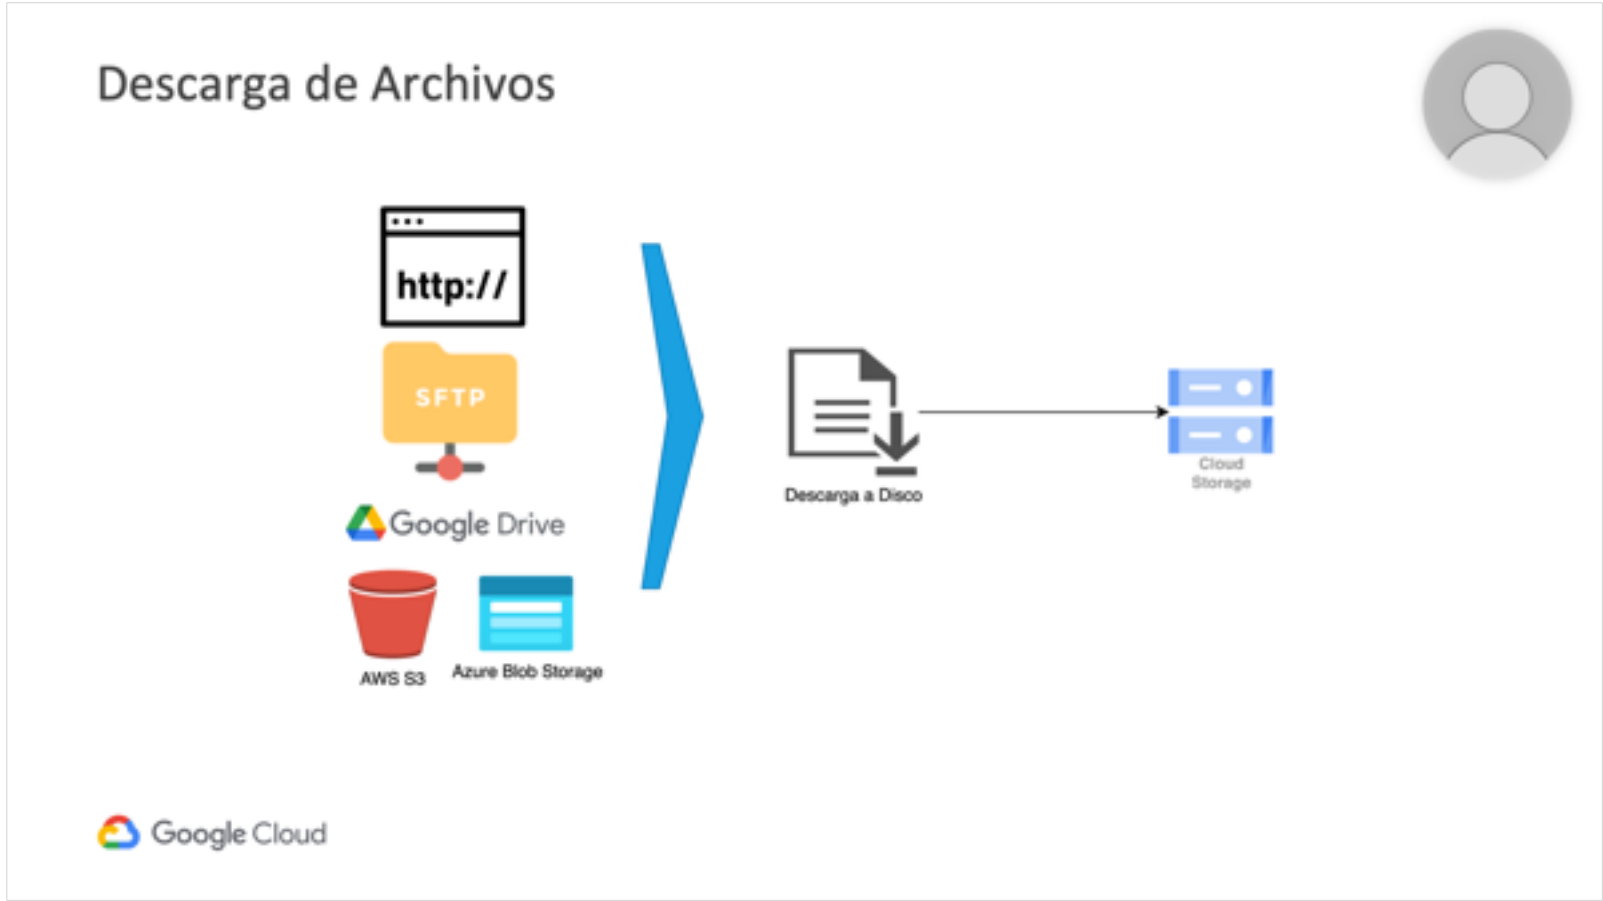 Descarga de Archivos
http://
SFTP
Google Drive
AWS S3
Azure Blob Storage
Descarga a Disco
Cloud
Storage
Google Cloud